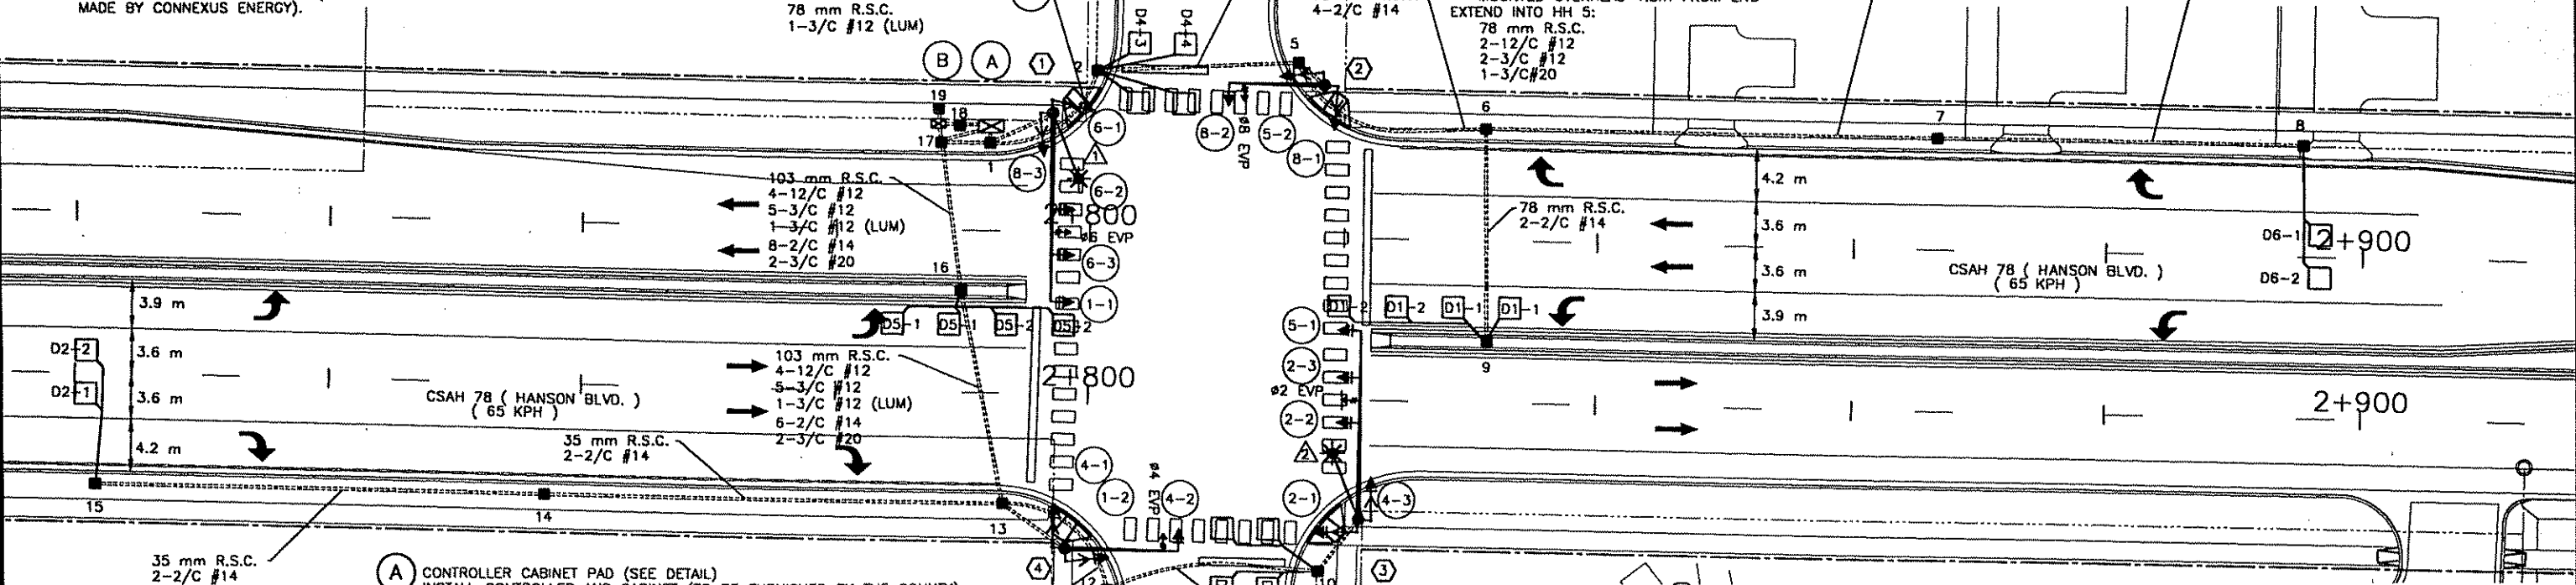 MADE BY CONNEXUS ENERGY).
78 mm R.S.C.
1-3/C #12 (LUM)
D4-3
D4-4
4-2/C #14
EXTEND INTO HH 5:
78 mm R.S.C.
2-12/C #12
2-3/C #12
1-3/C#20
B
A
1
2
5
2
19
18
17
1
6-1
1
8-3
6-2
8-2
ø8 EVP
5-2
8-1
6
7
8
103 mm R.S.C.
4-12/C #12
5-3/C #12
1-3/C #12 (LUM)
8-2/C #14
2-3/C #20
2+800
ø6 EVP
6-3
1-1
16
78 mm R.S.C.
2-2/C #14
4.2 m
3.6 m
3.6 m
3.9 m
CSAH 78 ( HANSON BLVD. )
( 65 KPH )
D6-1
2+900
D6-2
3.9 m
3.6 m
3.6 m
4.2 m
D2-2
D2-1
D5-1
D5-1
D5-2
D5-2
D1-2
D1-2
D1-1
D1-1
5-1
2-3
ø2 EVP
2-2
2
9
103 mm R.S.C.
4-12/C #12
5-3/C #12
1-3/C #12 (LUM)
6-2/C #14
2-3/C #20
2+800
CSAH 78 ( HANSON BLVD. )
( 65 KPH )
2+900
35 mm R.S.C.
2-2/C #14
4-1
1-2
ø4 EVP
4-2
2-1
4-3
15
14
13
35 mm R.S.C.
2-2/C #14
A
CONTROLLER CABINET PAD (SEE DETAIL)
4
12
10
3